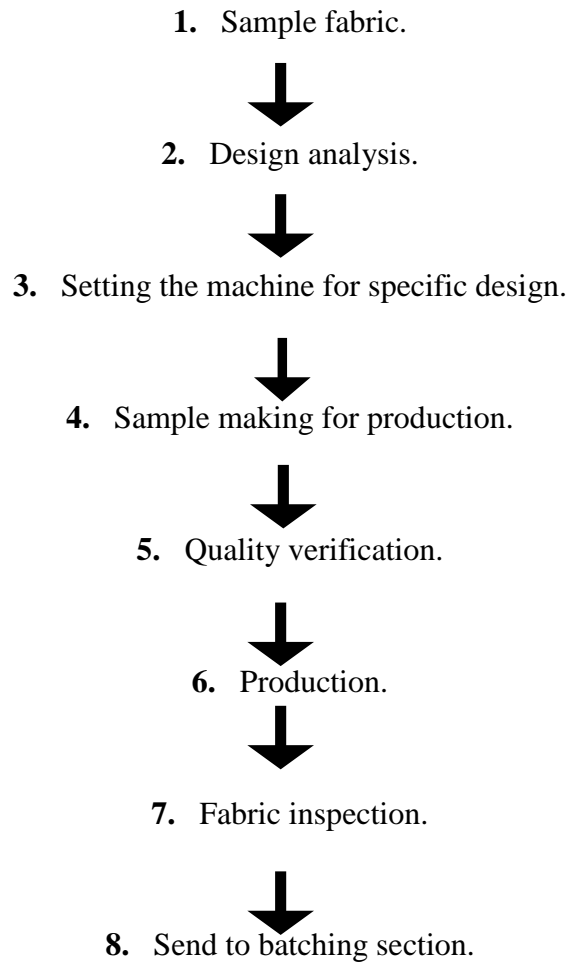 1. Sample fabric.
2. Design analysis.
3. Setting the machine for specific design.
4. Sample making for production.
5. Quality verification.
6. Production.
7. Fabric inspection.
8. Send to batching section.